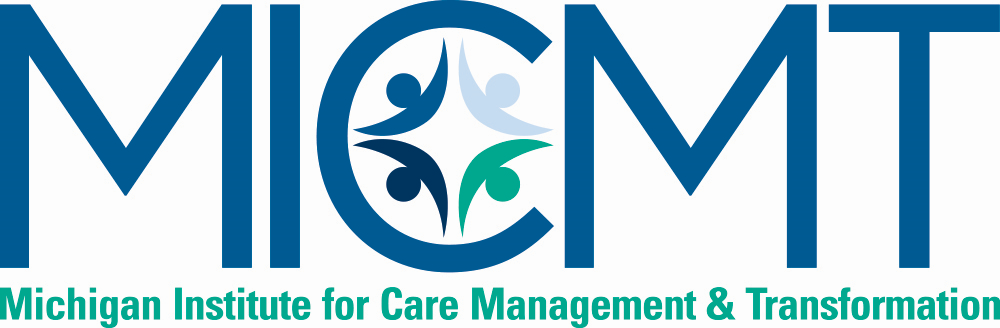 MICMT
Michigan Institute for Care Management & Transformation